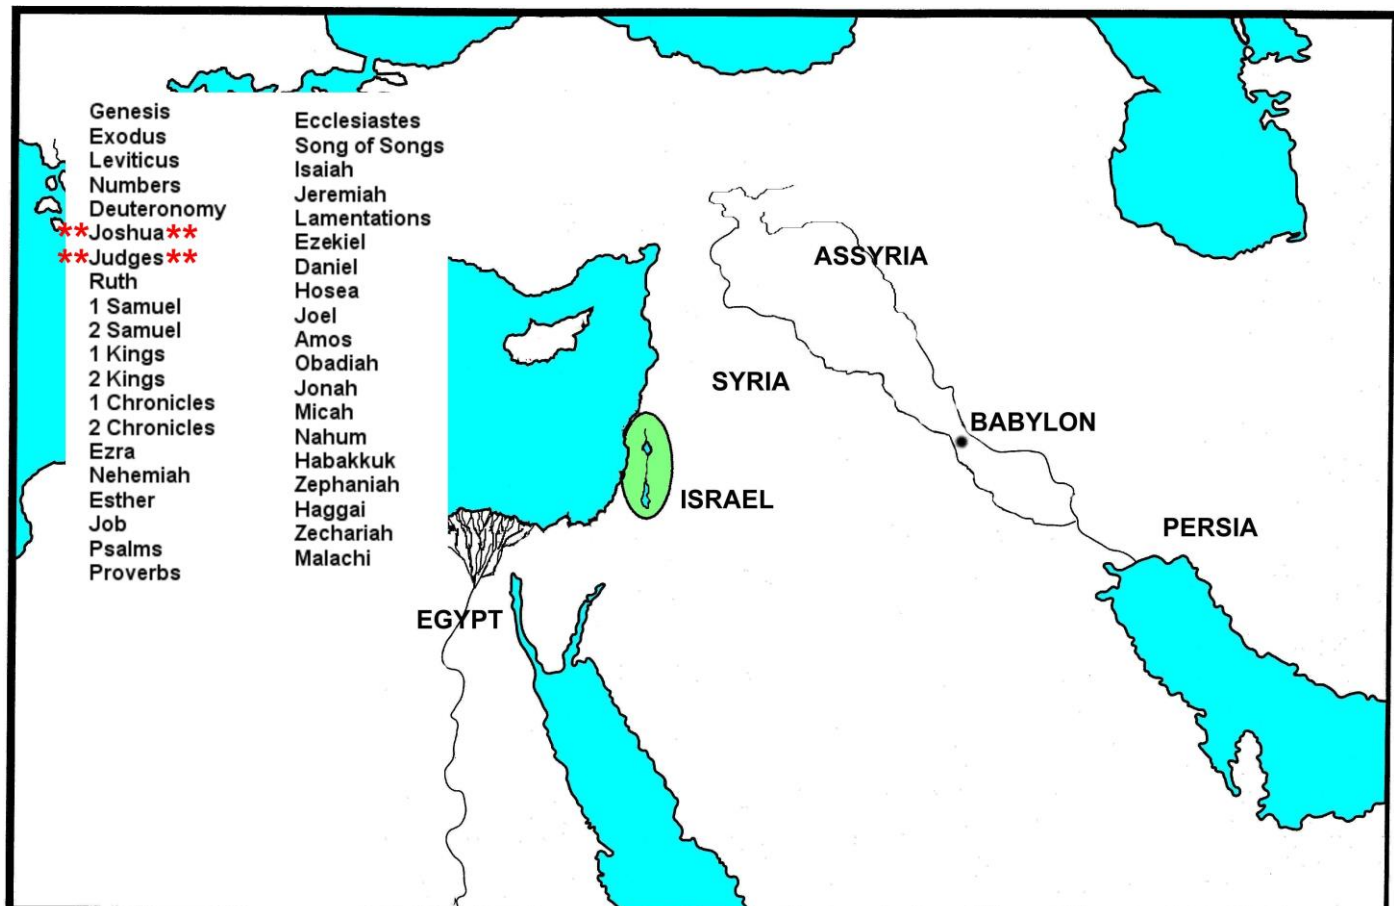 Genesis
Exodus
Leviticus
Numbers
Deuteronomy
**Joshua**
**Judges**
Ruth
1 Samuel
2 Samuel
1 Kings
2 Kings
1 Chronicles
2 Chronicles
Ezra
Nehemiah
Esther
Job
Psalms
Proverbs
Ecclesiastes
Song of Songs
Isaiah
Jeremiah
Lamentations
Ezekiel
Daniel
Hosea
Joel
Amos
Obadiah
Jonah
Micah
Nahum
Habakkuk
Zephaniah
Haggai
Zechariah
Malachi
ASSYRIA
SYRIA
BABYLON
ISRAEL
PERSIA
EGYPT